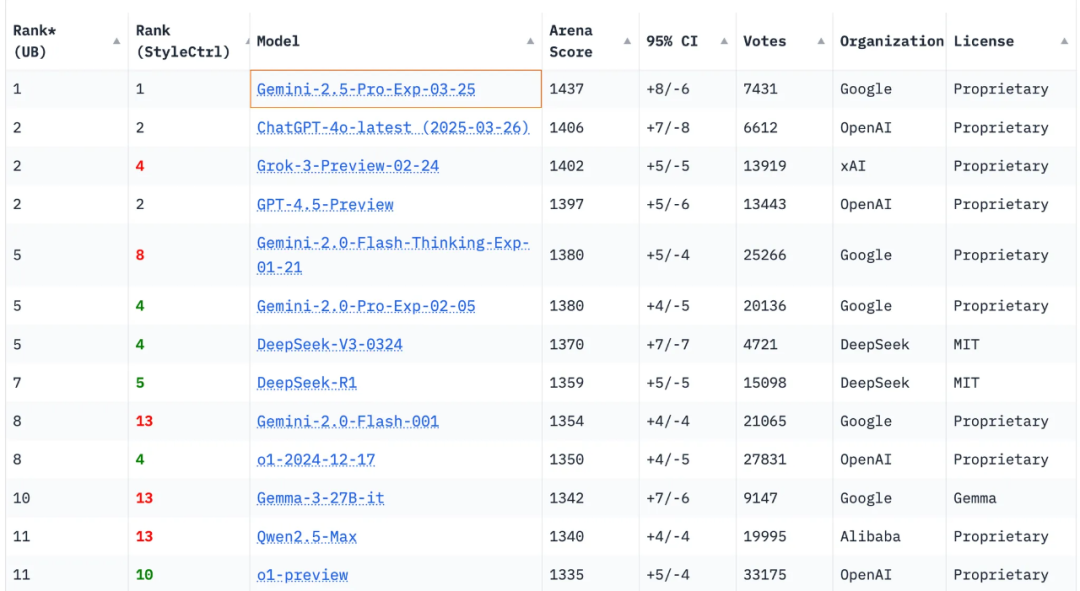 Rank* (UB) Rank (StyleCtrl) Model Arena Score 95% CI Votes Organization License
1 1 Gemini-2.5-Pro-Exp-03-25 1437 +8/-6 7431 Google Proprietary
2 2 ChatGPT-4o-latest (2025-03-26) 1406 +7/-8 6612 OpenAI Proprietary
2 4 Grok-3-Preview-02-24 1402 +5/-5 13919 xAI Proprietary
2 2 GPT-4.5-Preview 1397 +5/-6 13443 OpenAI Proprietary
5 8 Gemini-2.0-Flash-Thinking-Exp-01-21 1380 +5/-4 25266 Google Proprietary
5 4 Gemini-2.0-Pro-Exp-02-05 1380 +4/-5 20136 Google Proprietary
5 4 DeepSeek-V3-0324 1370 +7/-7 4721 DeepSeek MIT
7 5 DeepSeek-R1 1359 +5/-5 15098 DeepSeek MIT
8 13 Gemini-2.0-Flash-001 1354 +4/-4 21065 Google Proprietary
8 4 o1-2024-12-17 1350 +4/-5 27831 OpenAI Proprietary
10 13 Gemma-3-27B-it 1342 +7/-6 9147 Google Gemma
11 13 Qwen2.5-Max 1340 +4/-4 19995 Alibaba Proprietary
11 10 o1-preview 1335 +5/-4 33175 OpenAI Proprietary